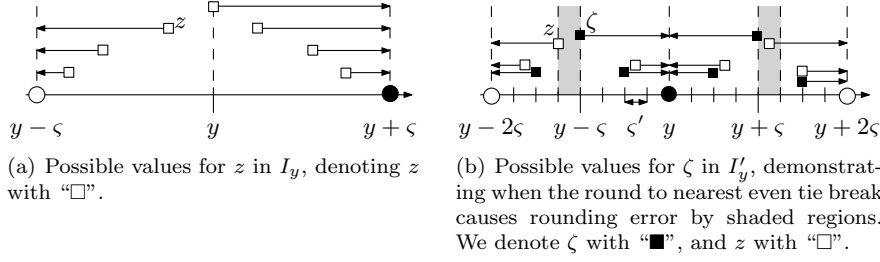 z
y − ς
y
y + ς
(a) Possible values for z in I_y, denoting z
with “□”.
z
ζ
ς′
y − 2ς
y − ς
y
y + ς
y + 2ς
(b) Possible values for ζ in I′_y, demonstrat-
ing when the round to nearest even tie break
causes rounding error by shaded regions.
We denote ζ with “■”, and z with “□”.